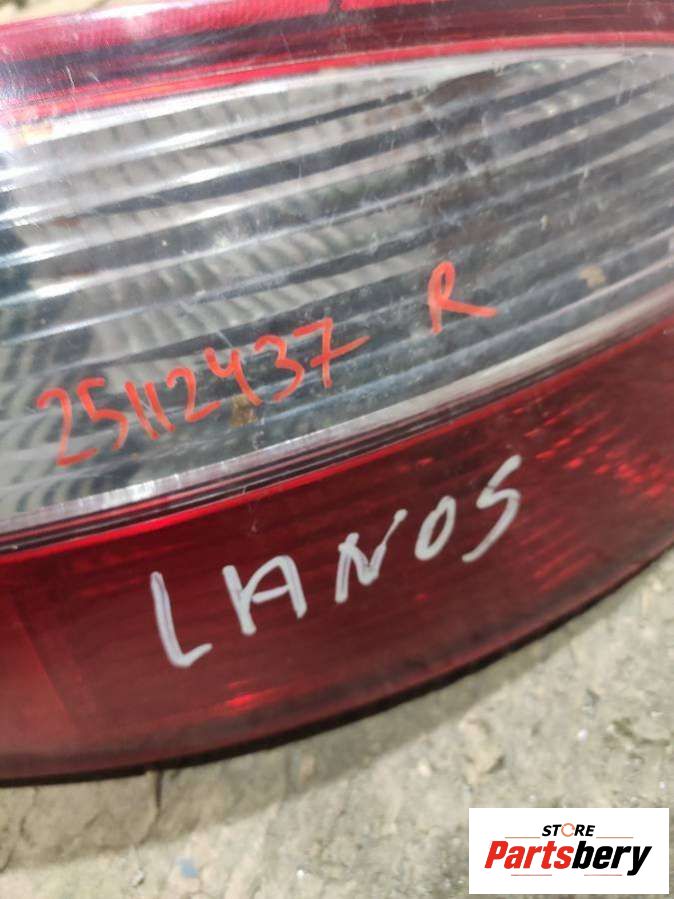 25112437 R
LANOS
STORE
Partsbery